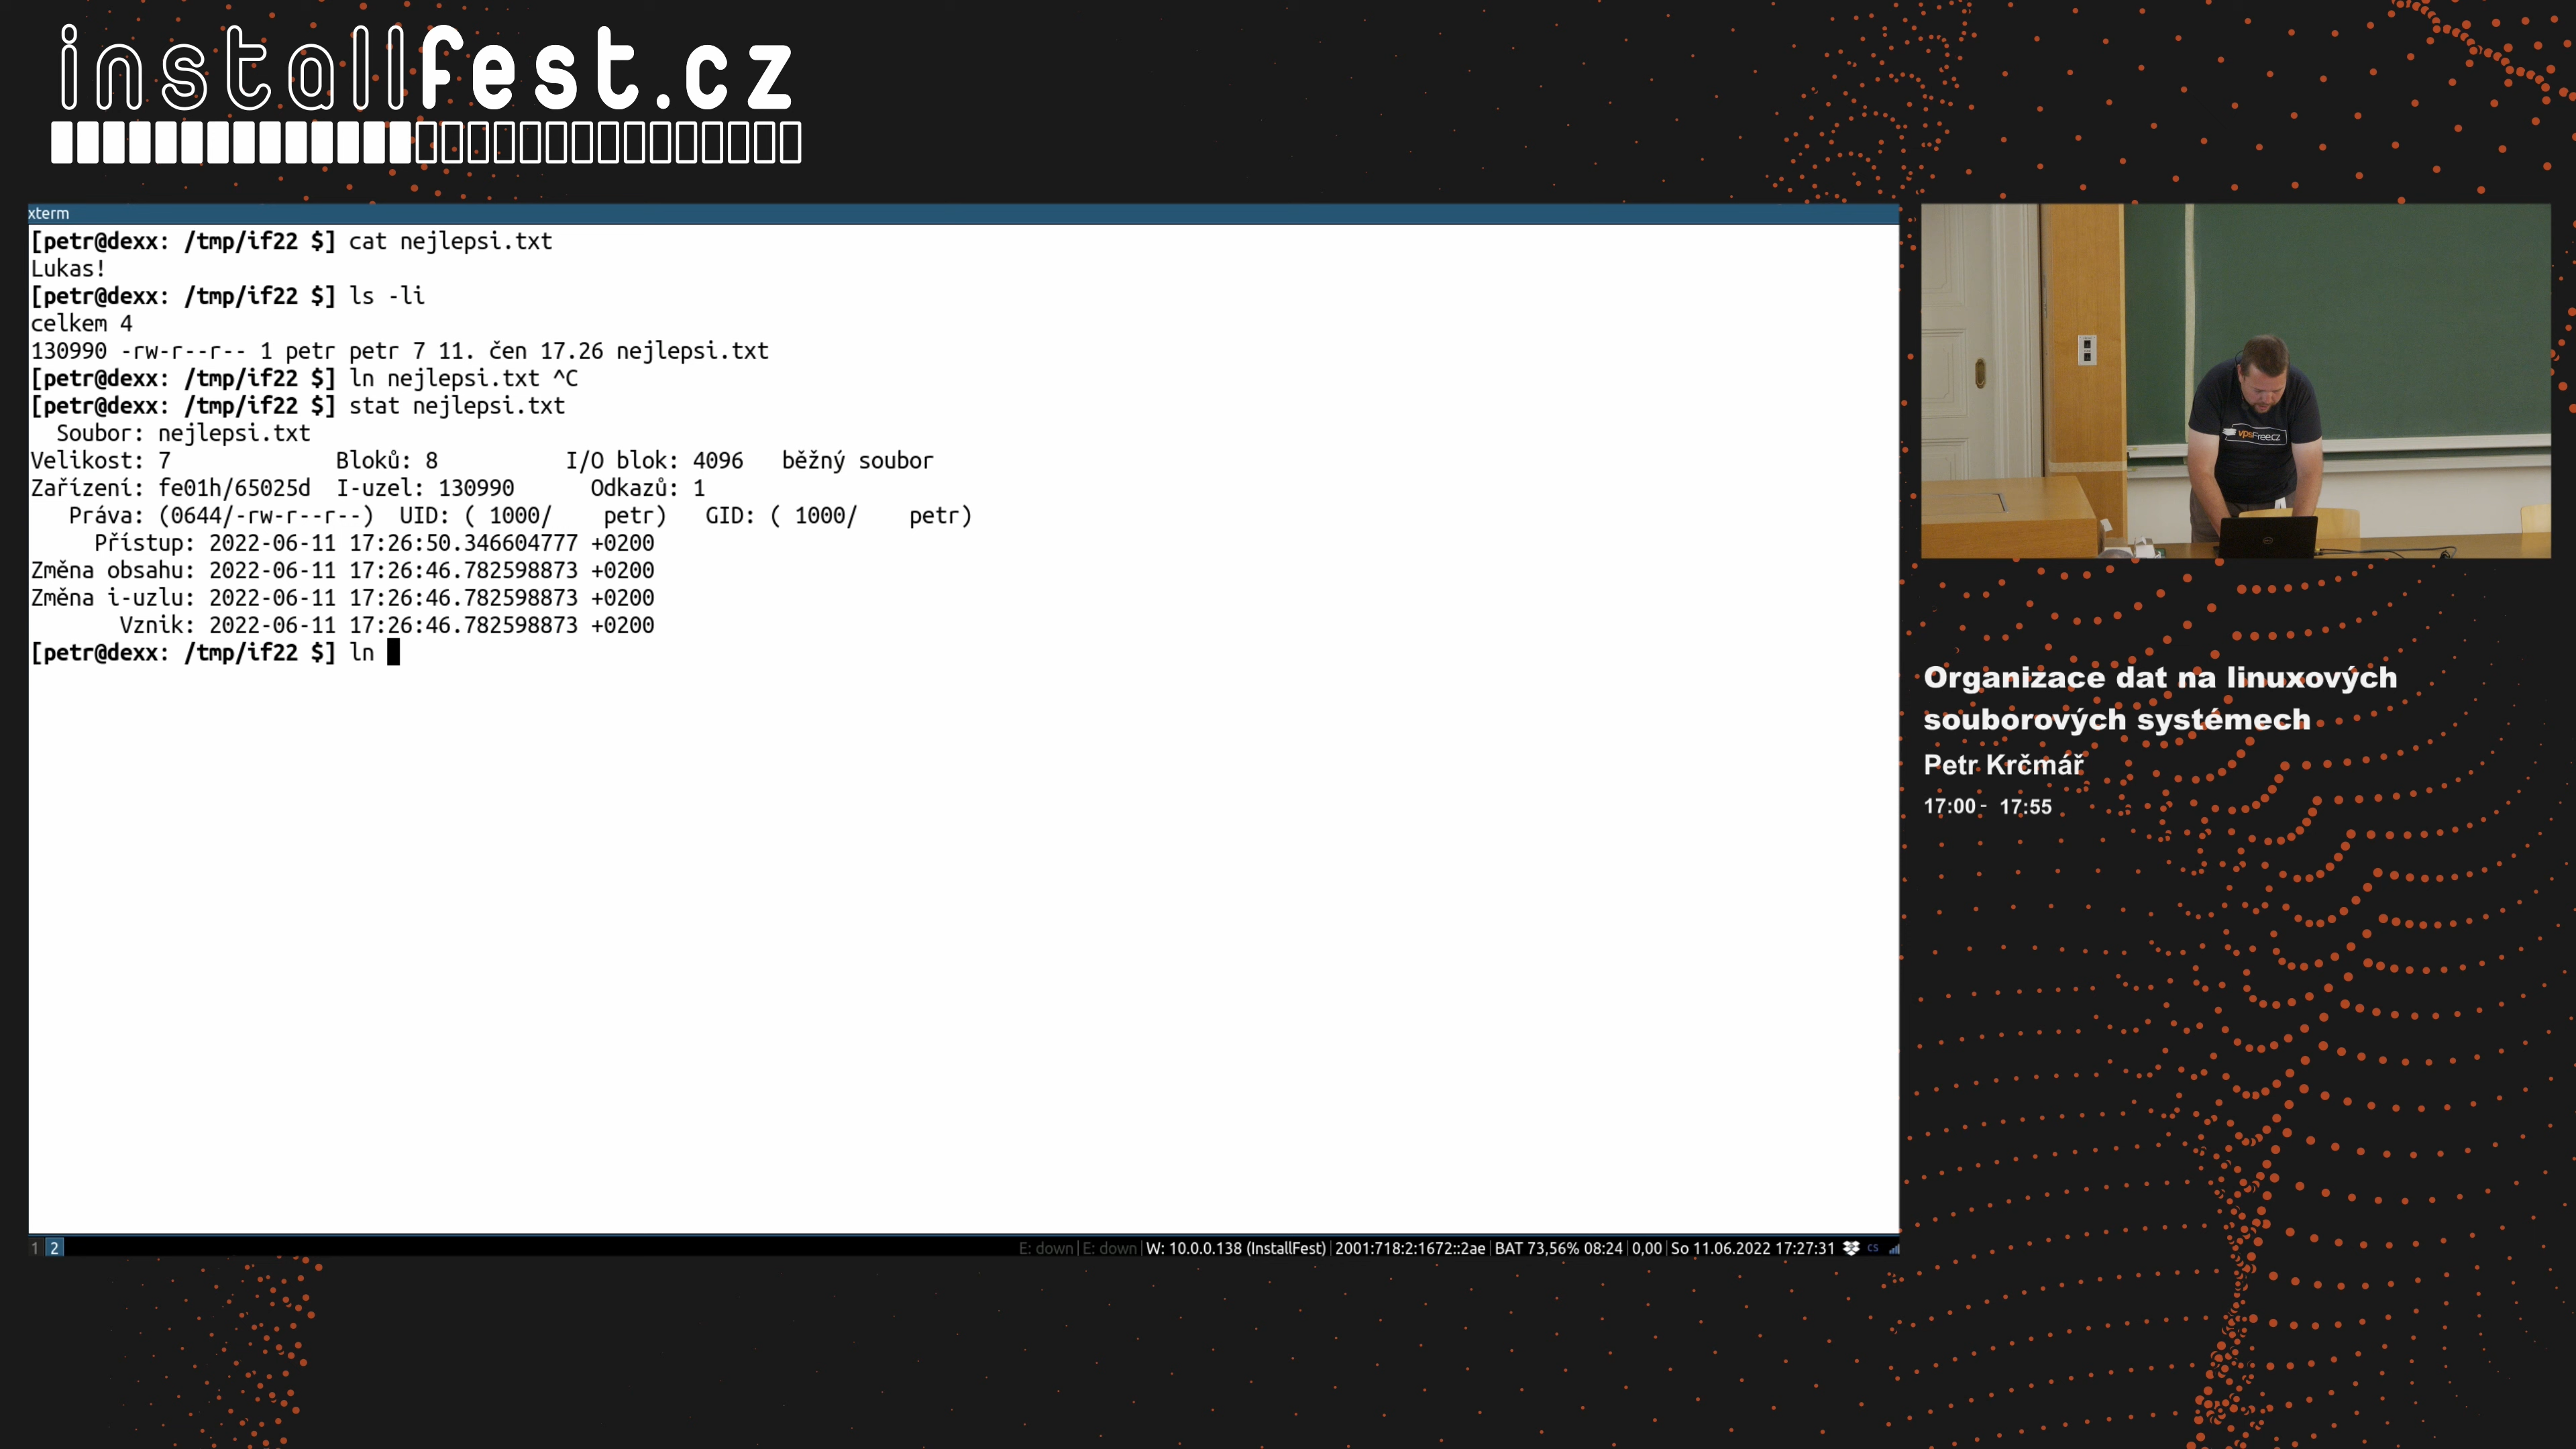 installfest.cz
xterm
[petr@dexx: /tmp/if22 $] cat nejlepsi.txt
Lukas!
[petr@dexx: /tmp/if22 $] ls -li
celkem 4
130990 -rw-r--r-- 1 petr petr 7 11. čen 17.26 nejlepsi.txt
[petr@dexx: /tmp/if22 $] ln nejlepsi.txt ^C
[petr@dexx: /tmp/if22 $] stat nejlepsi.txt
Soubor: nejlepsi.txt
Velikost: 7 Bloků: 8 I/O blok: 4096 běžný soubor
Zařízení: fe01h/65025d I-uzel: 130990 Odkazů: 1
Práva: (0644/-rw-r--r--) UID: ( 1000/ petr) GID: ( 1000/ petr)
Přístup: 2022-06-11 17:26:50.346604777 +0200
Změna obsahu: 2022-06-11 17:26:46.782598873 +0200
Změna i-uzlu: 2022-06-11 17:26:46.782598873 +0200
Vznik: 2022-06-11 17:26:46.782598873 +0200
[petr@dexx: /tmp/if22 $] ln
1 2 E: down | E: down | W: 10.0.0.138 (InstallFest) | 2001:718:2:1672::2ae | BAT 73,56% 08:24 | 0,00 | So 11.06.2022 17:27:31 cs
vpsFree.cz
Organizace dat na linuxových
souborových systémech
Petr Krčmář
17:00 - 17:55